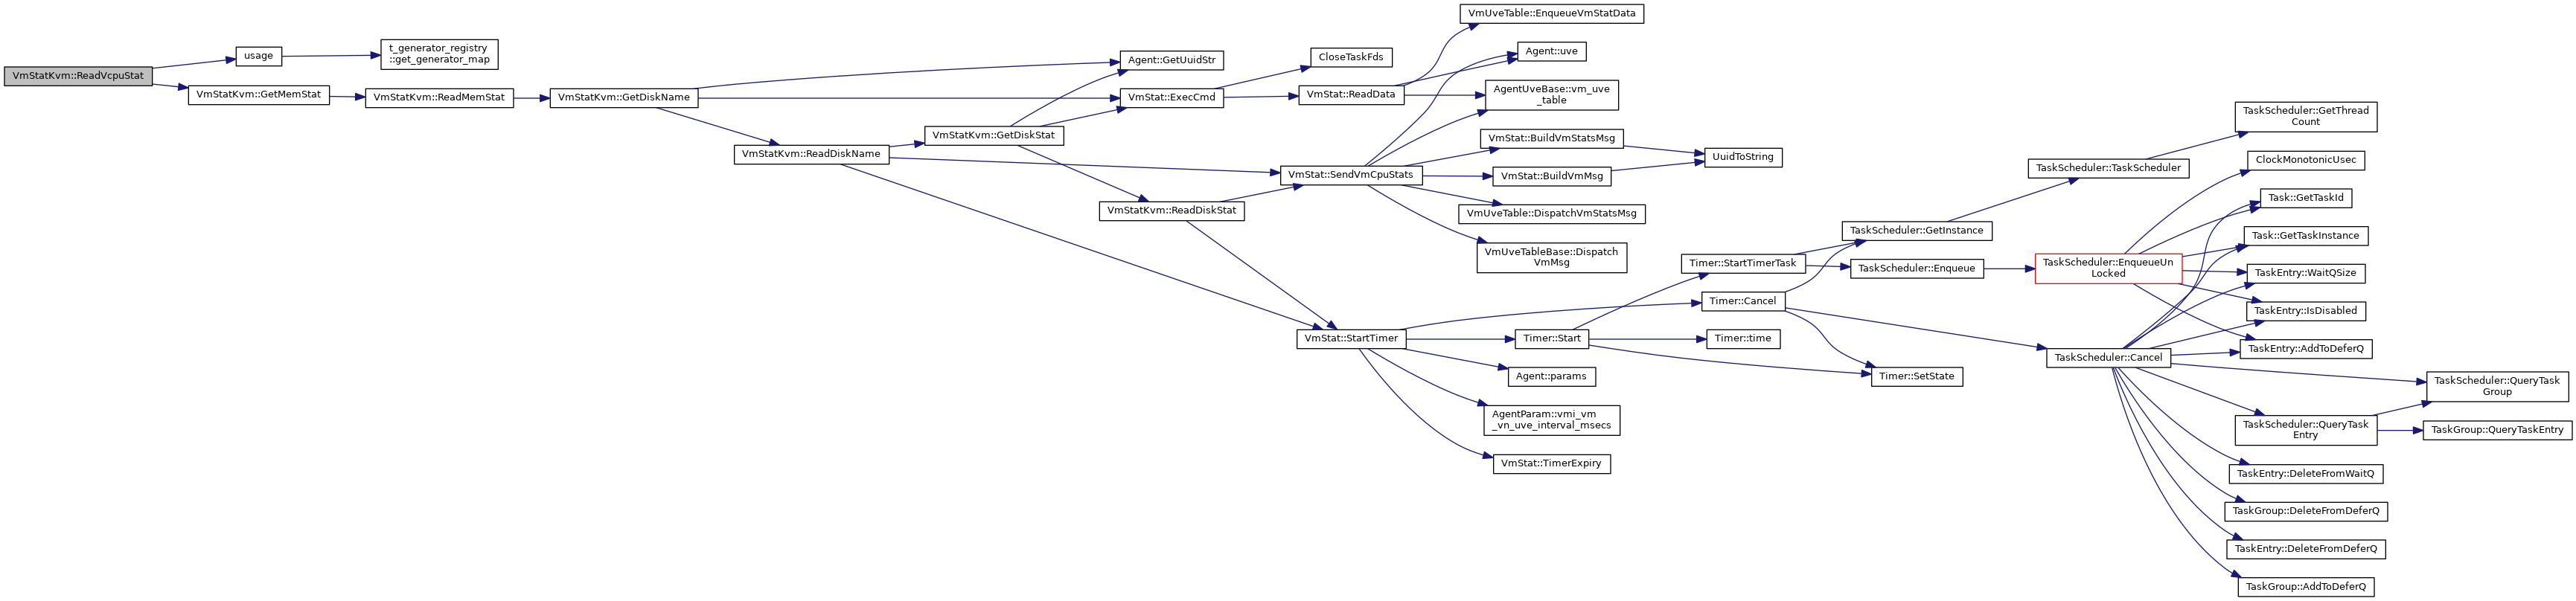 VmStatKvm::ReadVcpuStat
usage
t_generator_registry
::get_generator_map
VmStatKvm::GetMemStat
VmStatKvm::ReadMemStat
VmStatKvm::GetDiskName
VmStatKvm::ReadDiskName
Agent::GetUuidStr
VmStat::ExecCmd
VmStatKvm::GetDiskStat
VmStatKvm::ReadDiskStat
CloseTaskFds
VmStat::ReadData
VmStat::SendVmCpuStats
VmStat::StartTimer
VmUveTable::EnqueueVmStatData
Agent::uve
AgentUveBase::vm_uve
_table
VmStat::BuildVmStatsMsg
VmStat::BuildVmMsg
UuidToString
VmUveTable::DispatchVmStatsMsg
VmUveTableBase::Dispatch
VmMsg
Timer::Start
Agent::params
AgentParam::vmi_vm
_vn_uve_interval_msecs
VmStat::TimerExpiry
Timer::StartTimerTask
Timer::Cancel
Timer::time
Timer::SetState
TaskScheduler::GetInstance
TaskScheduler::Enqueue
TaskScheduler::TaskScheduler
TaskScheduler::EnqueueUn
Locked
TaskScheduler::Cancel
TaskScheduler::GetThread
Count
ClockMonotonicUsec
Task::GetTaskId
Task::GetTaskInstance
TaskEntry::WaitQSize
TaskEntry::IsDisabled
TaskEntry::AddToDeferQ
TaskScheduler::QueryTask
Group
TaskScheduler::QueryTask
Entry
TaskGroup::QueryTaskEntry
TaskEntry::DeleteFromWaitQ
TaskGroup::DeleteFromDeferQ
TaskEntry::DeleteFromDeferQ
TaskGroup::AddToDeferQ